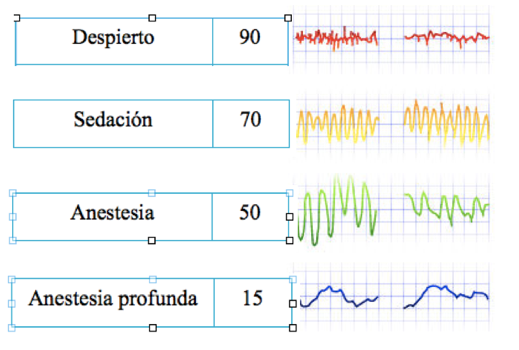 Despierto 90
Sedación 70
Anestesia 50
Anestesia profunda 15